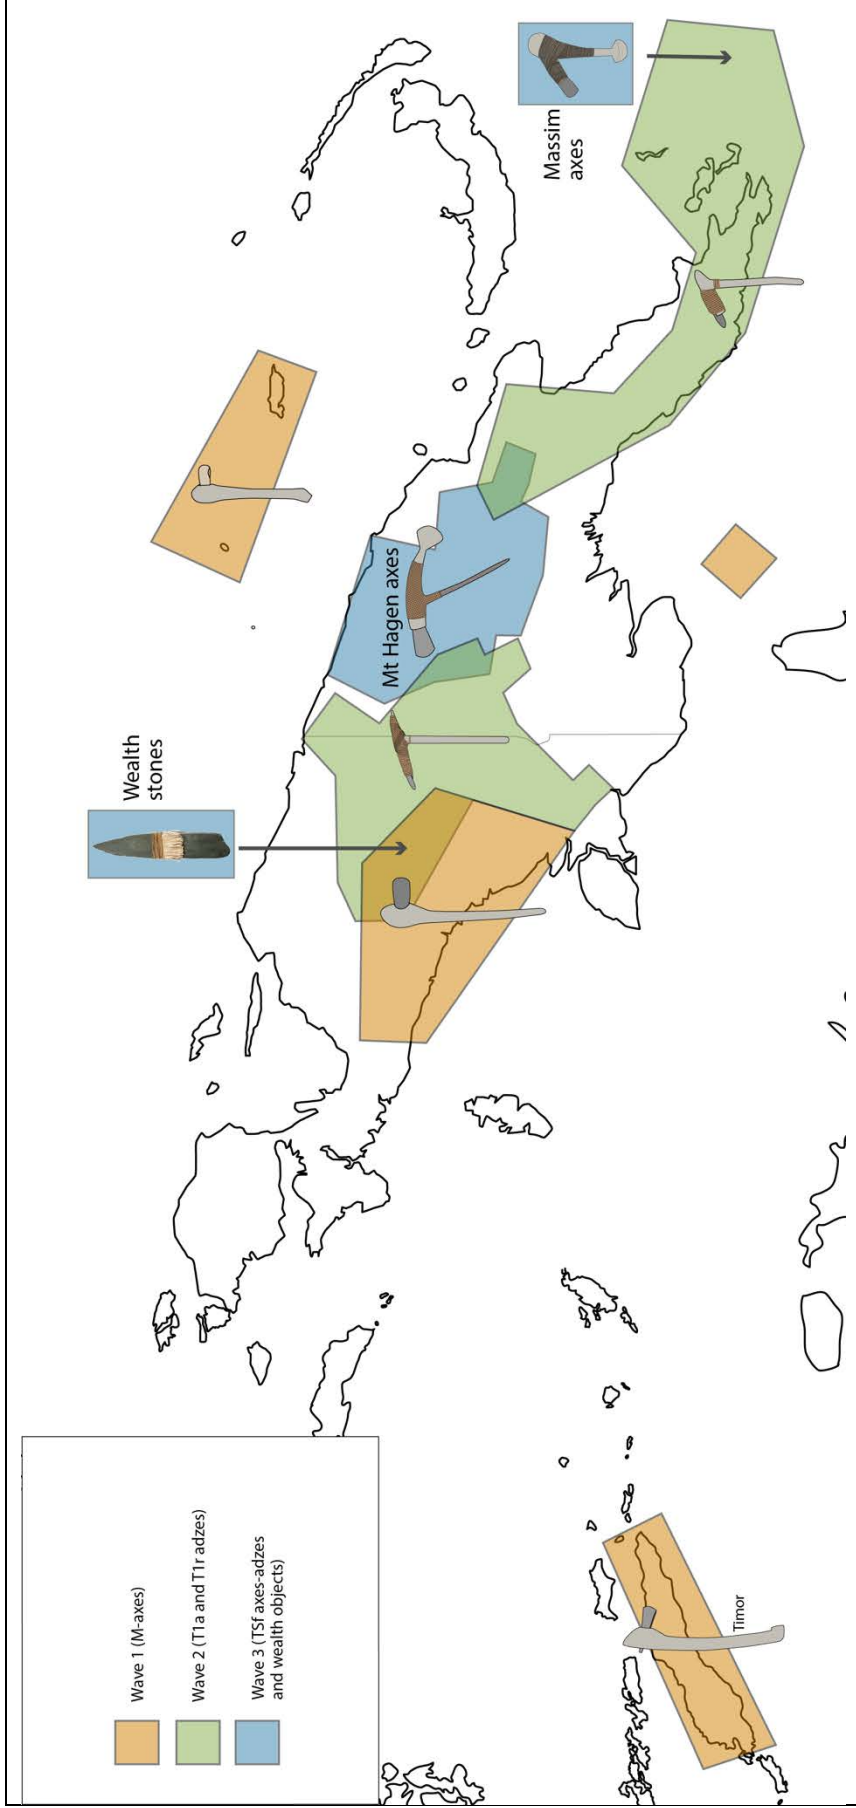 Wave 1 (M-axes)
Wave 2 (T1a and T1r adzes)
Wave 3 (TSf axes-adzes
and wealth objects)
Timor
Wealth
stones
Mt Hagen axes
Massim
axes